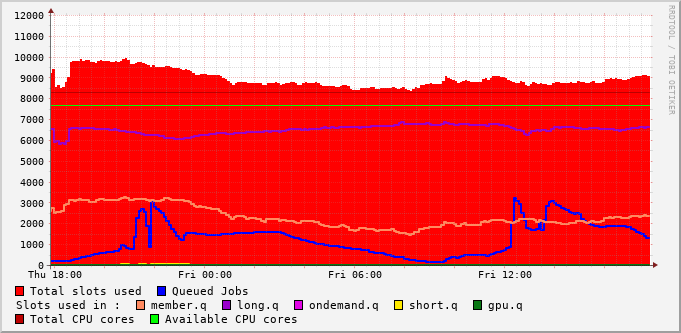 12000
11000
10000
9000
8000
7000
6000
5000
4000
3000
2000
1000
0
Thu 18:00 Fri 00:00 Fri 06:00 Fri 12:00
RRDTOOL / TOBI OETIKER
Total slots used Queued Jobs
Slots used in : member.q long.q ondemand.q short.q gpu.q
Total CPU cores Available CPU cores